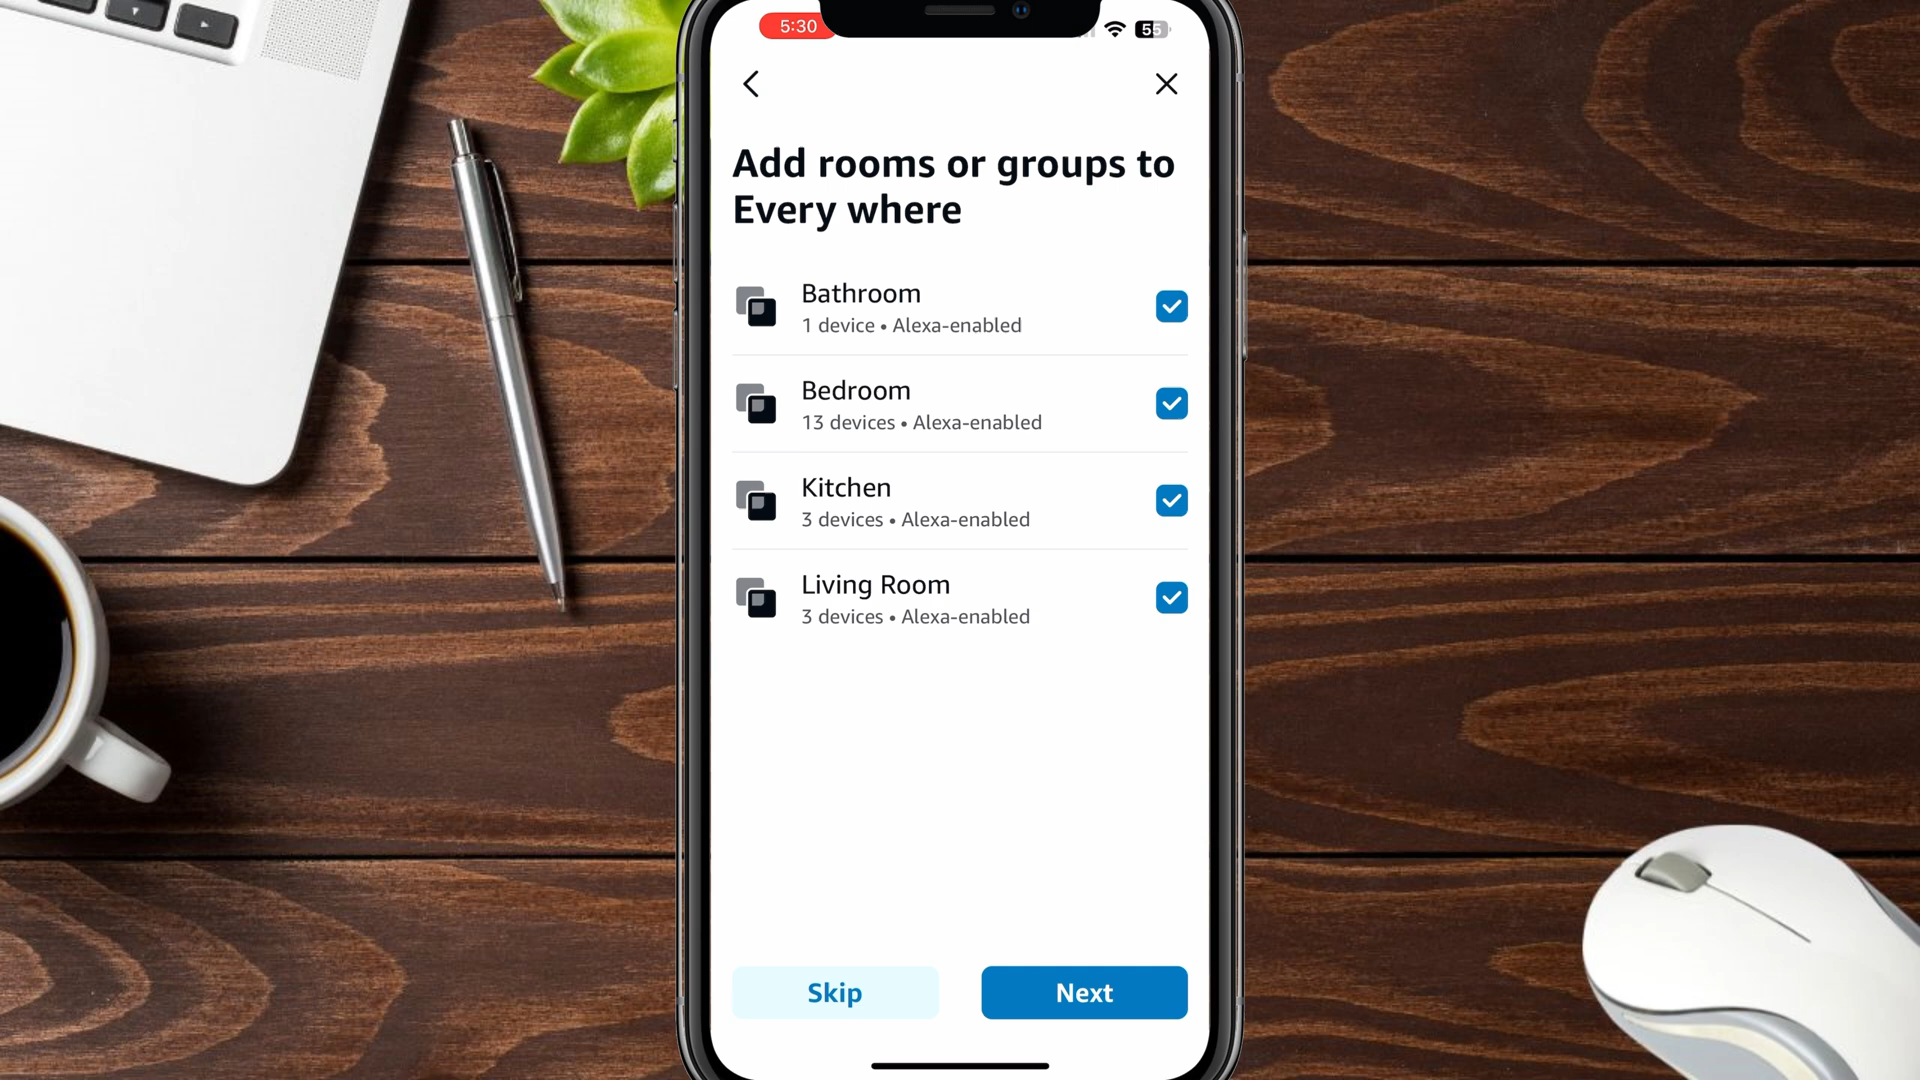 5:30
55
Add rooms or groups to
Every where
Bathroom
1 device • Alexa-enabled
Bedroom
13 devices • Alexa-enabled
Kitchen
3 devices • Alexa-enabled
Living Room
3 devices • Alexa-enabled
Skip
Next